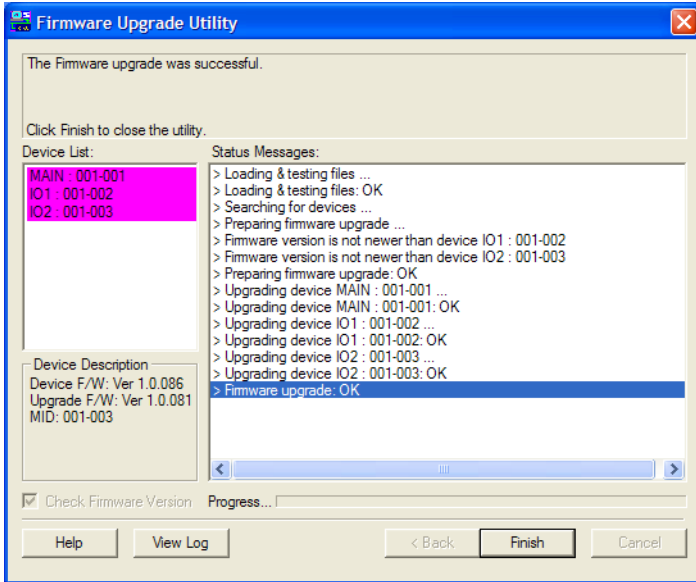 Firmware Upgrade Utility
The Firmware upgrade was successful.
Click Finish to close the utility.
Device List:
MAIN : 001-001
IO1 : 001-002
IO2 : 001-003
Status Messages:
> Loading & testing files ...
> Loading & testing files: OK
> Searching for devices ...
> Preparing firmware upgrade ...
> Firmware version is not newer than device IO1 : 001-002
> Firmware version is not newer than device IO2 : 001-003
> Preparing firmware upgrade: OK
> Upgrading device MAIN : 001-001 ...
> Upgrading device MAIN : 001-001: OK
> Upgrading device IO1 : 001-002 ...
> Upgrading device IO1 : 001-002: OK
> Upgrading device IO2 : 001-003 ...
> Upgrading device IO2 : 001-003: OK
> Firmware upgrade: OK
Device Description
Device F/W: Ver 1.0.086
Upgrade F/W: Ver 1.0.081
MID: 001-003
Check Firmware Version
Progress...
Help
View Log
< Back
Finish
Cancel